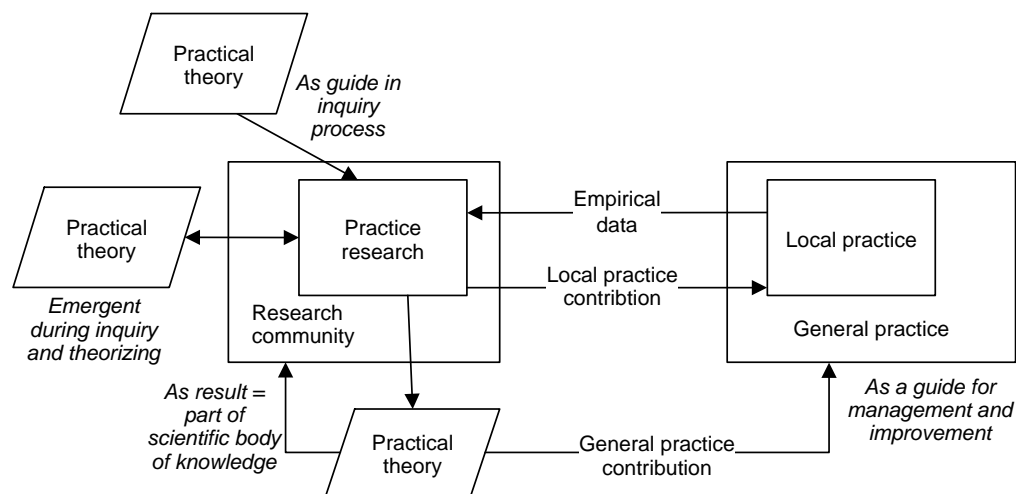 Practical
theory
As guide in
inquiry
process
Practical
theory
Emergent
during inquiry
and theorizing
Practice
research
Research
community
Empirical
data
Local practice
contribtion
Local practice
General practice
As result =
part of
scientific body
of knowledge
Practical
theory
General practice
contribution
As a guide for
management and
improvement